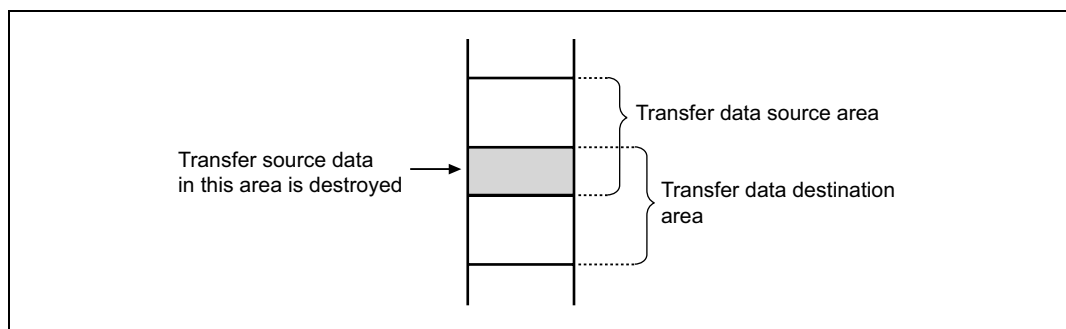 Transfer data source area
Transfer source data
in this area is destroyed
Transfer data destination
area